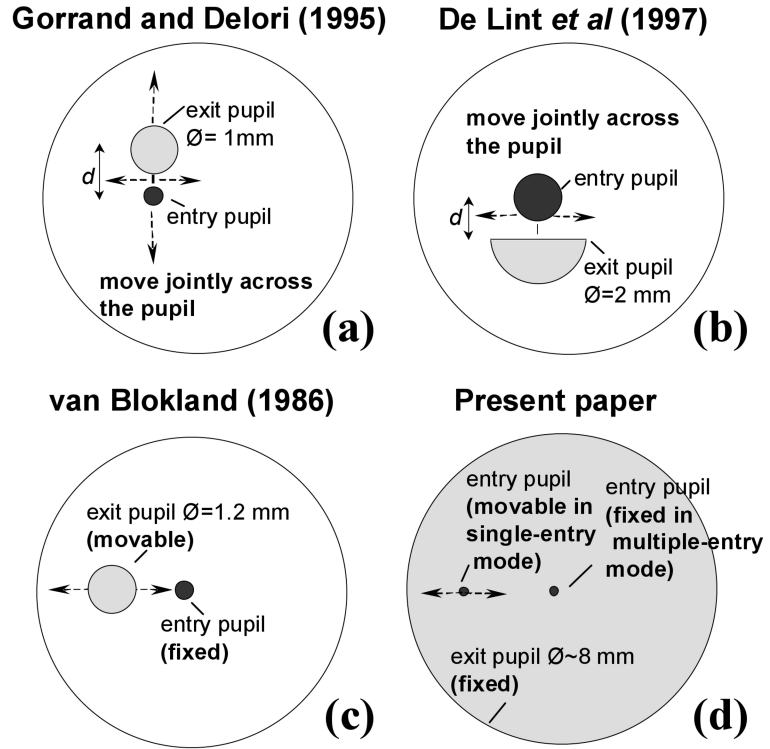 Gorrand and Delori (1995)
exit pupil
Ø= 1mm
d
entry pupil
move jointly across
the pupil
(a)
De Lint et al (1997)
move jointly across
the pupil
entry pupil
d
exit pupil
Ø=2 mm
(b)
van Blokland (1986)
exit pupil Ø=1.2 mm
(movable)
entry pupil
(fixed)
(c)
Present paper
entry pupil
(movable in
single-entry
mode)
entry pupil
(fixed in
multiple-entry
mode)
exit pupil Ø~8 mm
(fixed)
(d)